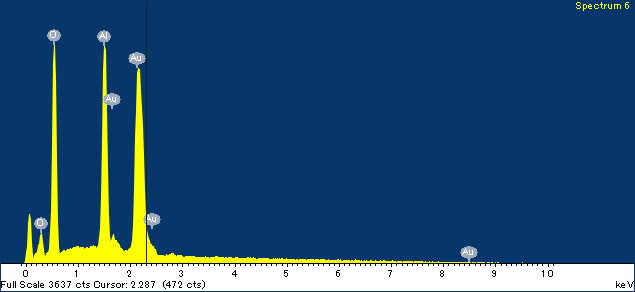 Spectrum 6
O Al
Au
Au
C Au
Au
0 1 2 3 4 5 6 7 8 9 10
Full Scale 3637 cts Cursor: 2.287 (472 cts) keV